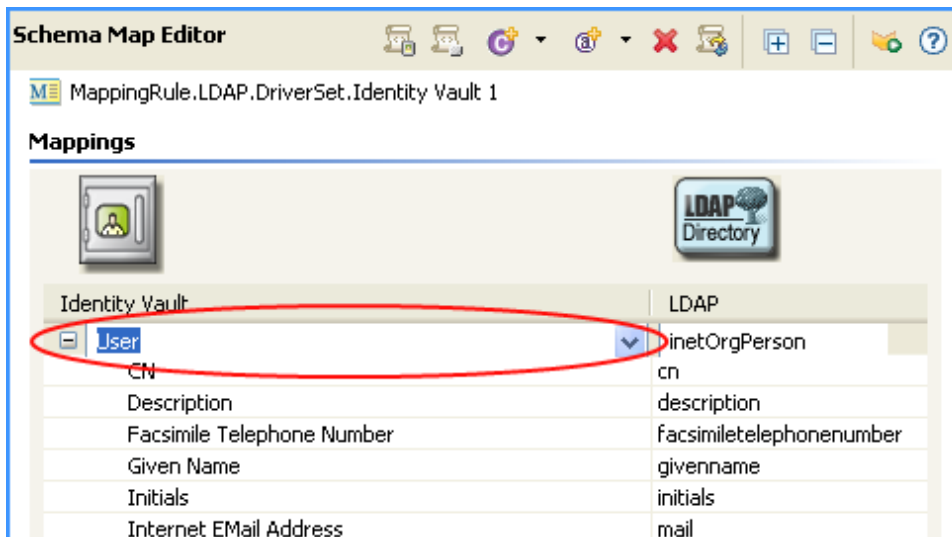 Schema Map Editor
MappingRule.LDAP.DriverSet.Identity Vault 1
Mappings
LDAP
Directory
Identity Vault LDAP
User inetOrgPerson
CN cn
Description description
Facsimile Telephone Number facsimiletelephonenumber
Given Name givenname
Initials initials
Internet EMail Address mail